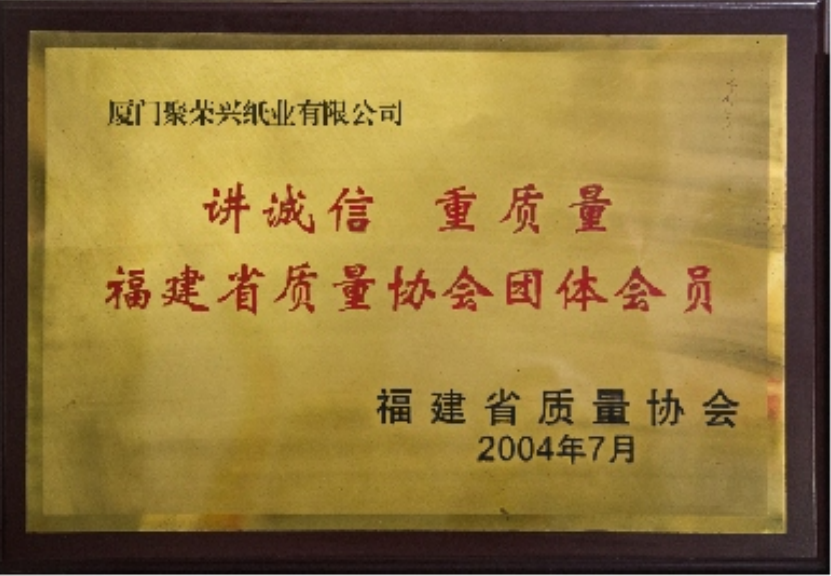 厦门聚荣兴纸业有限公司
讲诚信 重质量
福建省质量协会团体会员
福建省质量协会
2004年7月